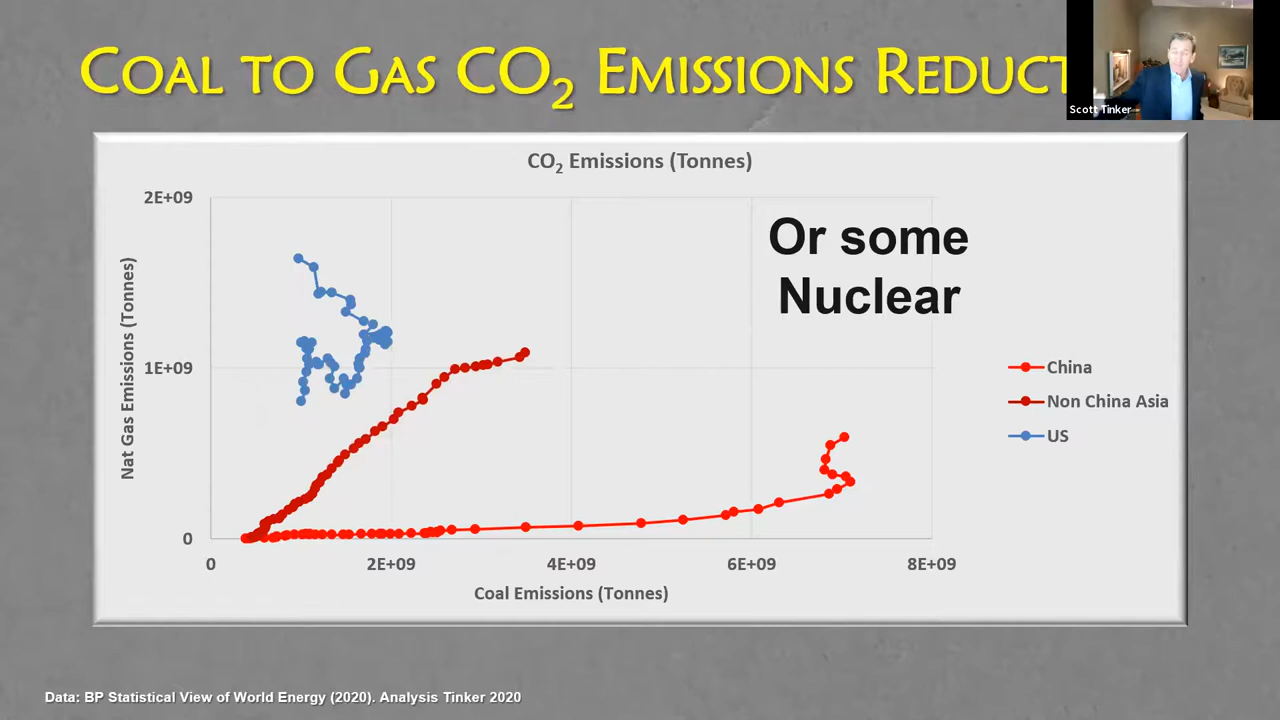 COAL TO GAS CO₂ EMISSIONS REDUCT
Scott Tinker
CO₂ Emissions (Tonnes)
2E+09
1E+09
0
Nat Gas Emissions (Tonnes)
Or some
Nuclear
China
Non China Asia
US
0
2E+09
4E+09
6E+09
8E+09
Coal Emissions (Tonnes)
Data: BP Statistical View of World Energy (2020). Analysis Tinker 2020